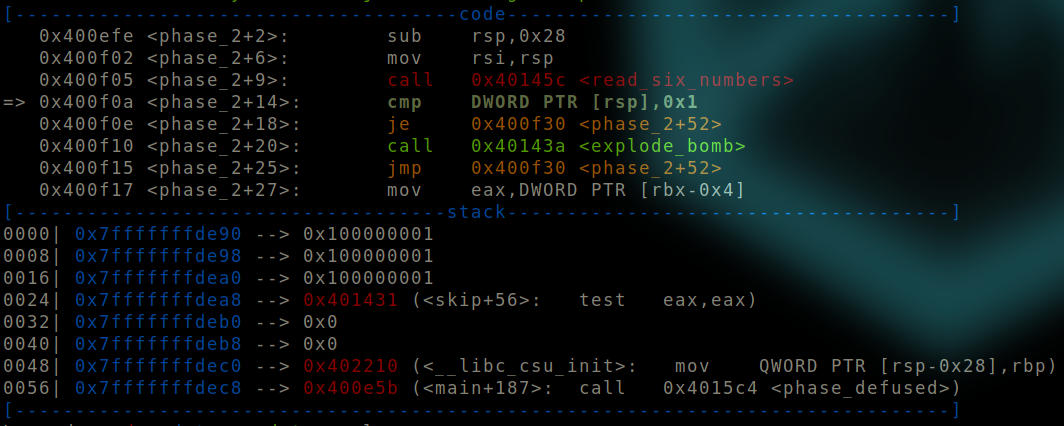 [-------------------------------------code-------------------------------------]
   0x400efe <phase_2+2>:        sub    rsp,0x28
   0x400f02 <phase_2+6>:        mov    rsi,rsp
   0x400f05 <phase_2+9>:        call   0x40145c <read_six_numbers>
=> 0x400f0a <phase_2+14>:       cmp    DWORD PTR [rsp],0x1
   0x400f0e <phase_2+18>:       je     0x400f30 <phase_2+52>
   0x400f10 <phase_2+20>:       call   0x40143a <explode_bomb>
   0x400f15 <phase_2+25>:       jmp    0x400f30 <phase_2+52>
   0x400f17 <phase_2+27>:       mov    eax,DWORD PTR [rbx-0x4]
[------------------------------------stack-------------------------------------]
0000| 0x7fffffffde90 --> 0x100000001
0008| 0x7fffffffde98 --> 0x100000001
0016| 0x7fffffffdea0 --> 0x100000001
0024| 0x7fffffffdea8 --> 0x401431 (<skip+56>:   test   eax,eax)
0032| 0x7fffffffdeb0 --> 0x0
0040| 0x7fffffffdeb8 --> 0x0
0048| 0x7fffffffdec0 --> 0x402210 (<__libc_csu_init>:   mov    QWORD PTR [rsp-0x28],rbp)
0056| 0x7fffffffdec8 --> 0x400e5b (<main+187>:  call   0x4015c4 <phase_defused>)
[------------------------------------------------------------------------------]